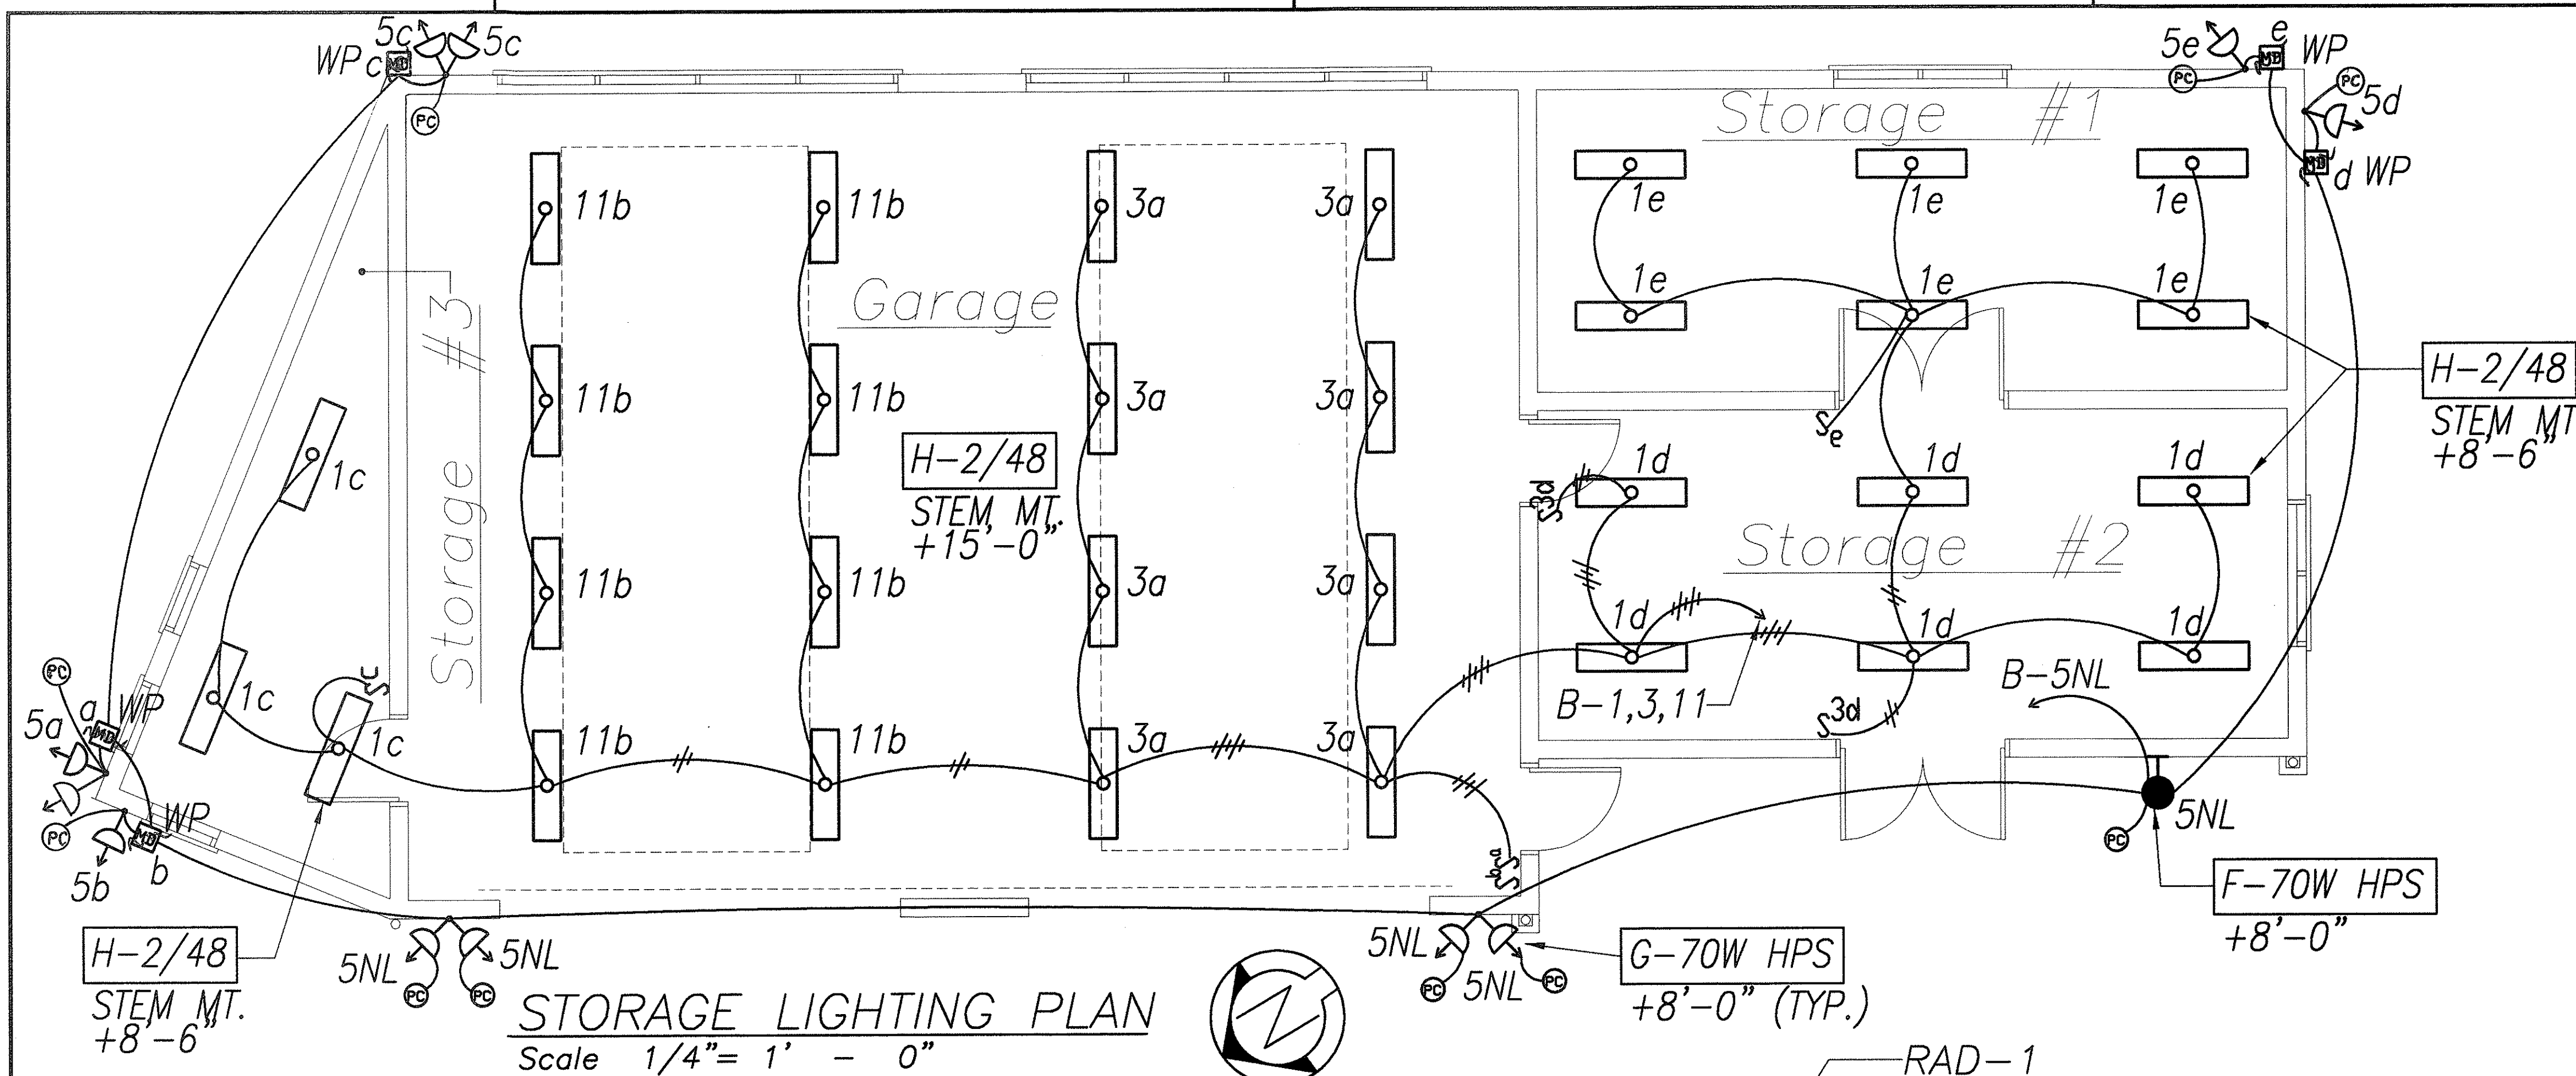 5c
5c
WP
c
MD
PC
5e
e
WP
MD
PC
PC
5d
MD
d WP
Storage #1
11b
11b
3a
3a
1e
1e
1e
1e
1e
1e
Garage
Storage #3
H-2/48
STEM MT
+8'-6"
11b
11b
3a
3a
Se
H-2/48
STEM MT.
+15'-0"
1c
1d
1d
1d
S3d
Storage #2
11b
11b
3a
3a
1d
1d
1d
B-1,3,11
S3d
B-5NL
PC
5a
a
WP
MD
1c
Sc
1c
11b
11b
3a
3a
Sa
Sb
PC
5b
MD
WP
b
5NL
PC
F-70W HPS
+8'-0"
H-2/48
STEM MT.
+8'-6"
5NL
5NL
PC
PC
5NL
5NL
PC
PC
G-70W HPS
+8'-0" (TYP.)
STORAGE LIGHTING PLAN
Scale 1/4"= 1' - 0"
N
RAD-1